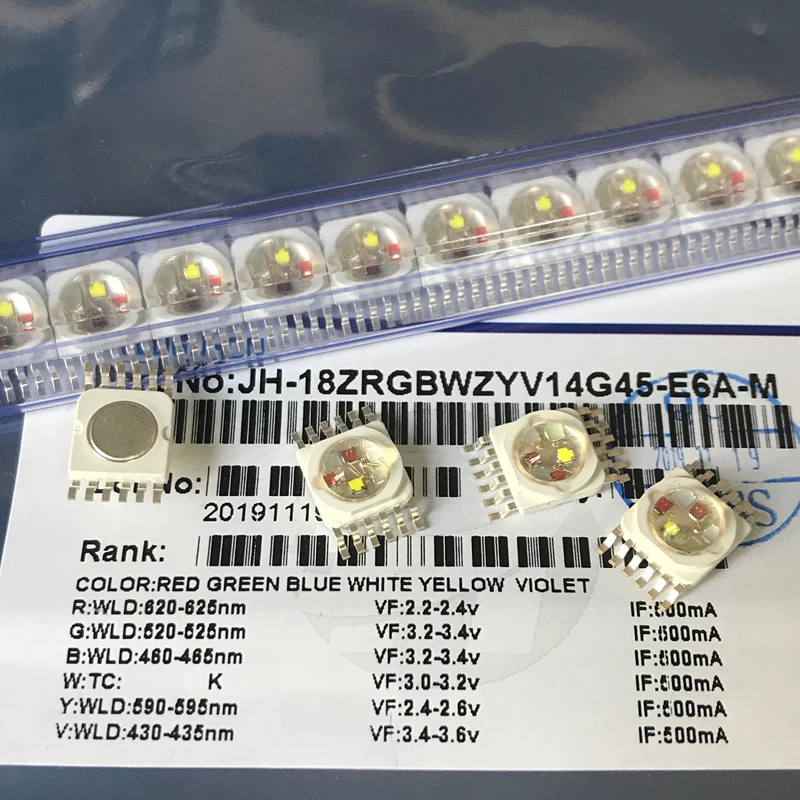 No:JH-18ZRGBWZYV14G45-E6A-M
No:
20191119
Rank:
COLOR:RED GREEN BLUE WHITE YELLOW VIOLET
R:WLD:620-625nm VF:2.2-2.4v IF:500mA
G:WLD:520-525nm VF:3.2-3.4v IF:500mA
B:WLD:460-465nm VF:3.2-3.4v IF:500mA
W:TC: K VF:3.0-3.2v IF:500mA
Y:WLD:590-595nm VF:2.4-2.6v IF:500mA
V:WLD:430-435nm VF:3.4-3.6v IF:500mA